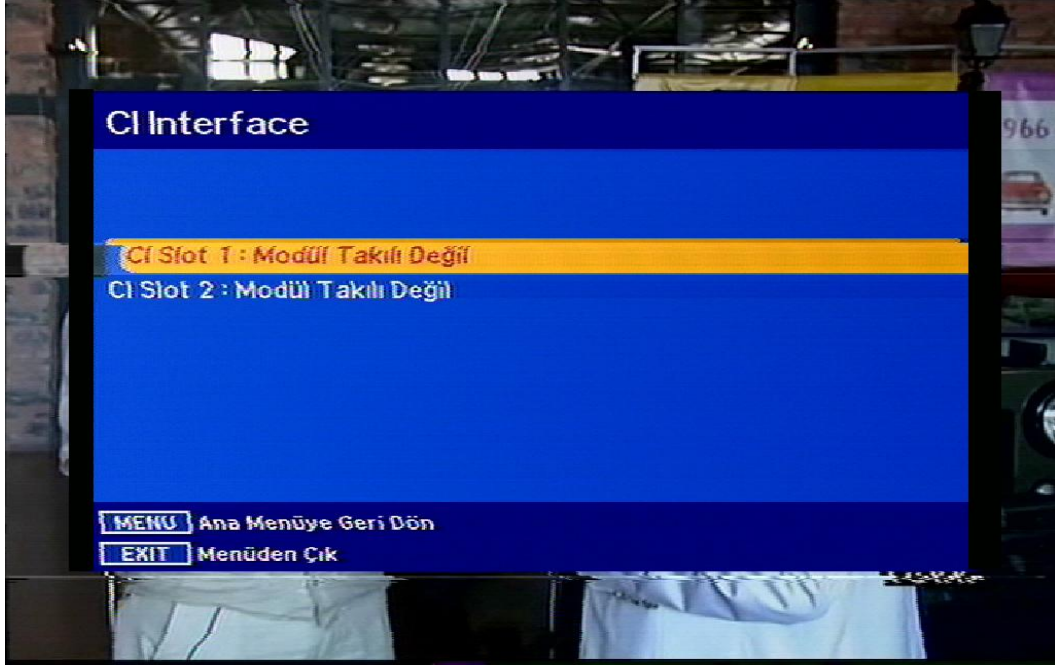 CI Interface
966
CI Slot 1 : Modül Takılı Değil
CI Slot 2 : Modül Takılı Değil
MENU Ana Menüye Geri Dön
EXIT Menüden Çık